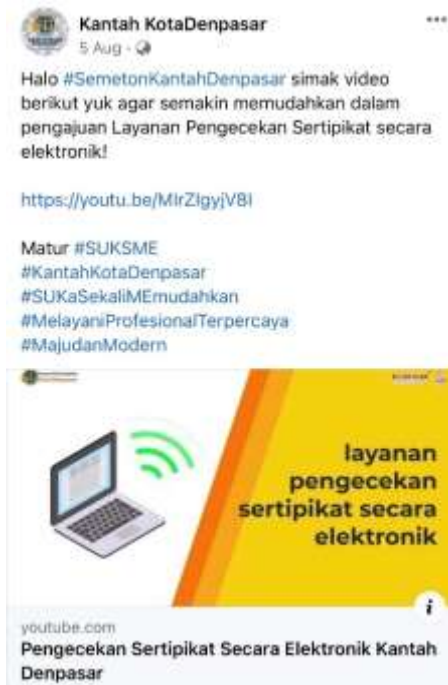 Kantah KotaDenpasar
5 Aug ·
Halo #SemetonKantahDenpasar simak video
berikut yuk agar semakin memudahkan dalam
pengajuan Layanan Pengecekan Sertipikat secara
elektronik!
https://youtu.be/MIrZIgyjV8I
Matur #SUKSME
#KantahKotaDenpasar
#SUKaSekaliMEmudahkan
#MelayaniProfesionalTerpercaya
#MajudanModern
layanan
pengecekan
sertipikat secara
elektronik
i
youtube.com
Pengecekan Sertipikat Secara Elektronik Kantah
Denpasar